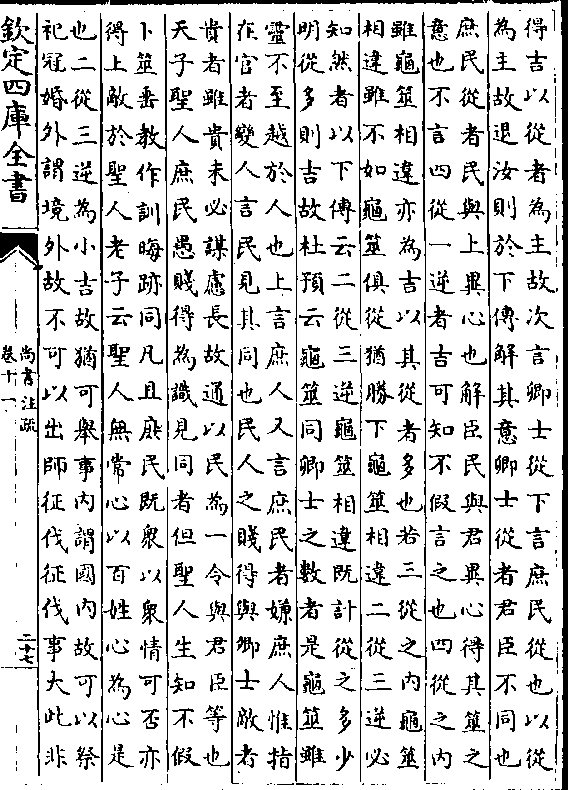 得吉以從者為主故次言卿士從下言庶民從也以從
為主故退汝則於下傳解其意卿士從者君臣不同也
庶民從者民與上異心也解臣民與君異心得其筮之
意也不言四從一逆者吉可知不假言之也四從之内
雖龜筮相違亦為吉以其從者多也若三從之内龜筮
相違雖不如龜筮俱從猶勝下龜筮相違二從三逆必
知然者以下傳云二從三逆龜筮相違既計從之多少
明從多則吉故杜預云龜筮同卿士之數者是龜筮雖
靈不至越於人也上言庶人又言庶民者嫌庶人惟指
在官者變人言民見其同也民人之賤得與卿士敵者
貴者雖貴未必謀慮長故通以民為一令與君臣等也
天子聖人庶民愚賤得為識見同者但聖人生知不假
卜筮垂教作訓晦跡同凡且庶民既衆以衆情可否亦
得上敵於聖人老子云聖人無常心以百姓心為心是
也二從三逆為小吉故猶可舉事内謂國内故可以祭
祀冠婚外謂境外故不可以出師征伐征伐事大此非
欽定四庫全書
尚書注疏
卷十一
二十七